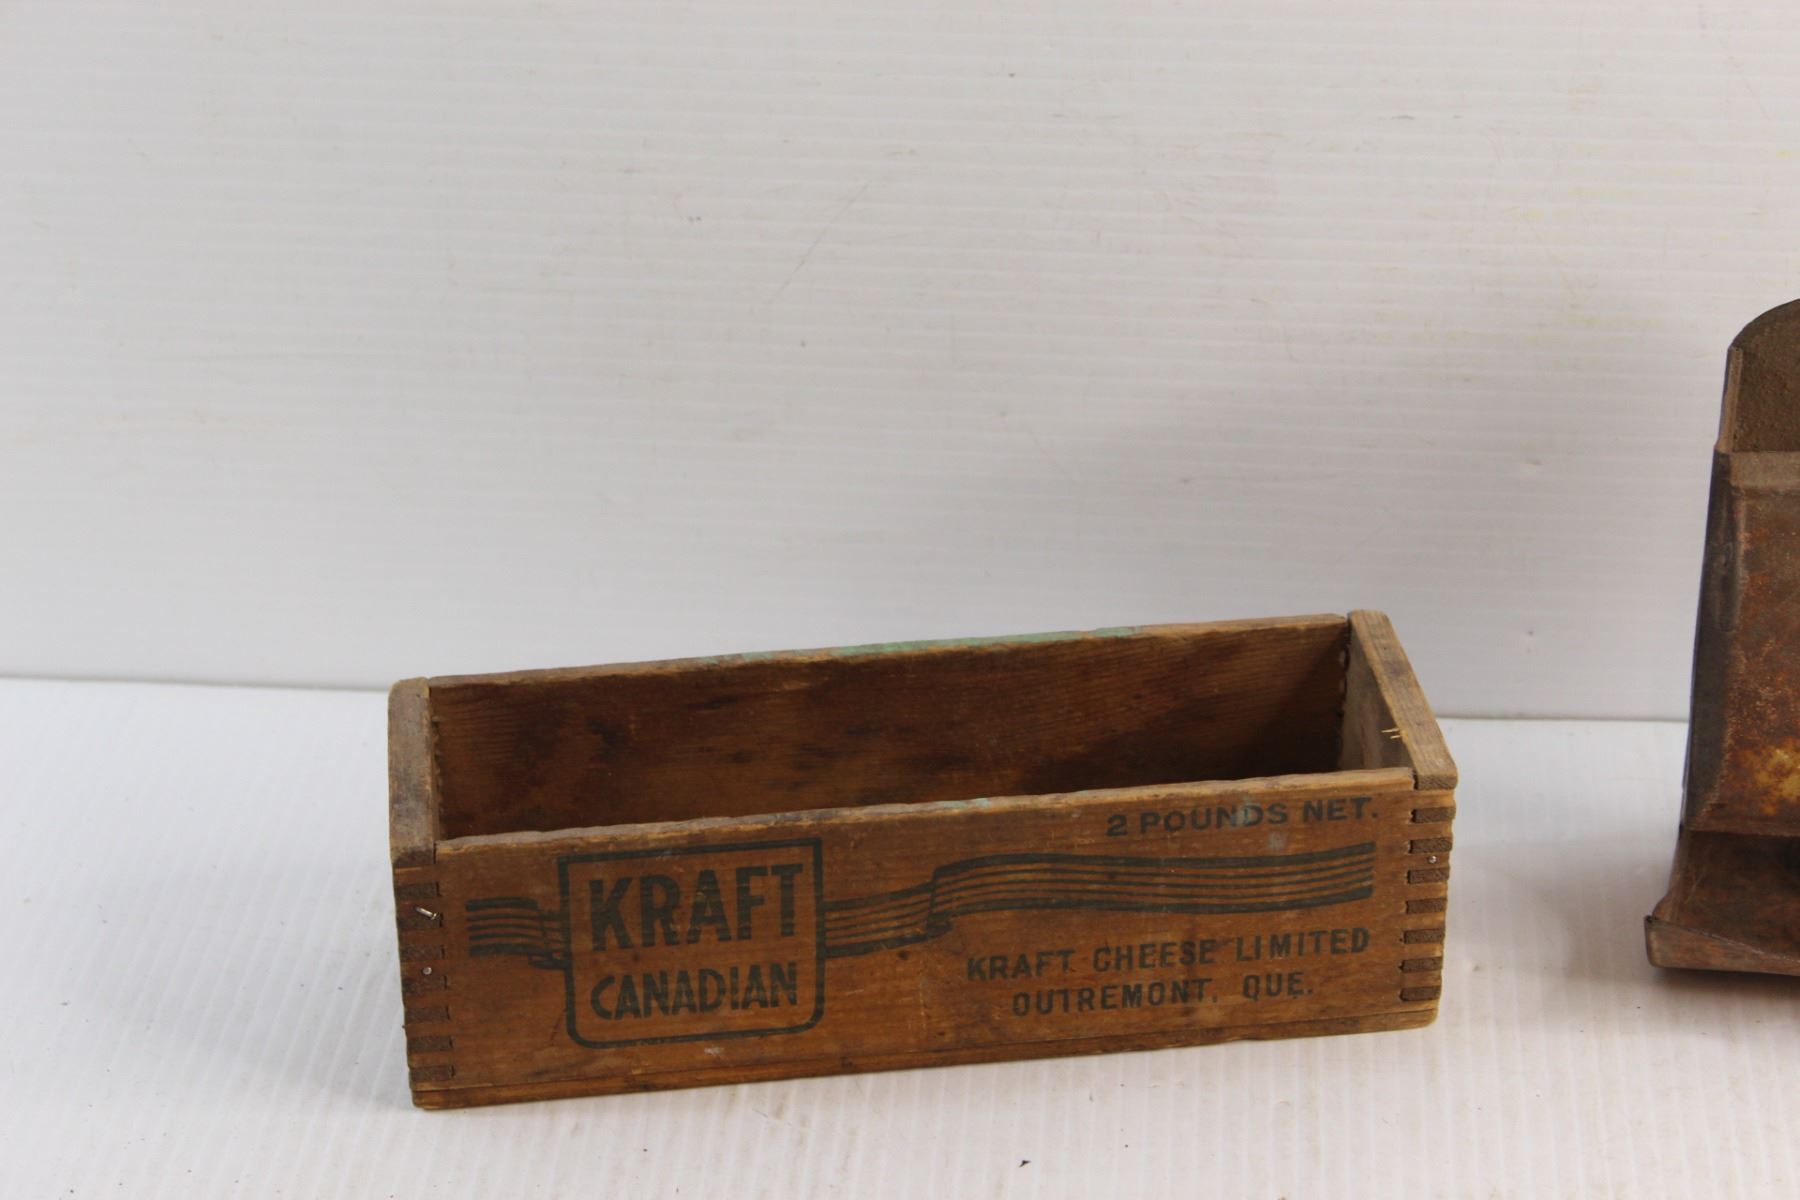 2 POUNDS NET.
KRAFT
CANADIAN
KRAFT CHEESE LIMITED
OUTREMONT, QUE.